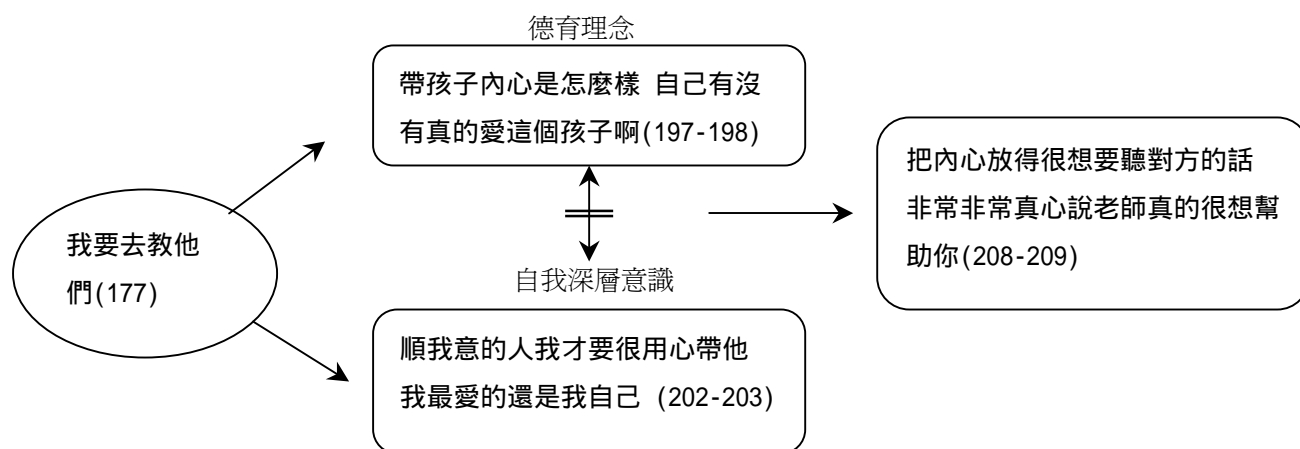 德育理念
帶孩子內心是怎麼樣 自己有沒
有真的愛這個孩子啊(197-198)
把內心放得很想要聽對方的話
非常非常真心說老師真的很想幫
助你(208-209)
我要去教他
們(177)
自我深層意識
順我意的人我才要很用心帶他
我最愛的還是我自己 (202-203)